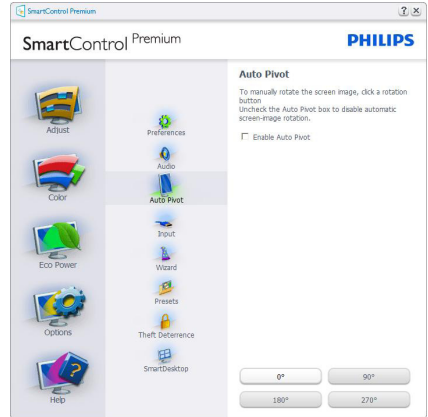 SmartControl Premium
? ×
SmartControl Premium
PHILIPS
Adjust
Color
Eco Power
Options
Help
Preferences
Audio
Auto Pivot
Input
Wizard
Presets
Theft Deterrence
SmartDesktop
Auto Pivot
To manually rotate the screen image, click a rotation
button
Uncheck the Auto Pivot box to disable automatic
screen-image rotation.
Enable Auto Pivot
0°
90°
180°
270°